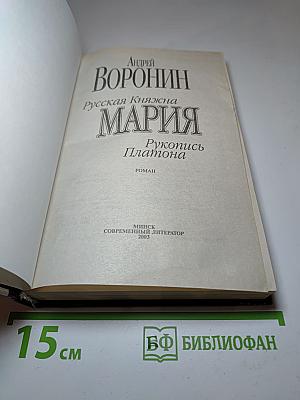 АНДРЕЙ
ВОРОНИН
Русская Княжна
МАРИЯ
Рукопись
Платона
РОМАН
МИНСК
СОВРЕМЕННЫЙ ЛИТЕРАТОР
2003
15 см
БФ БИБЛИОФАН